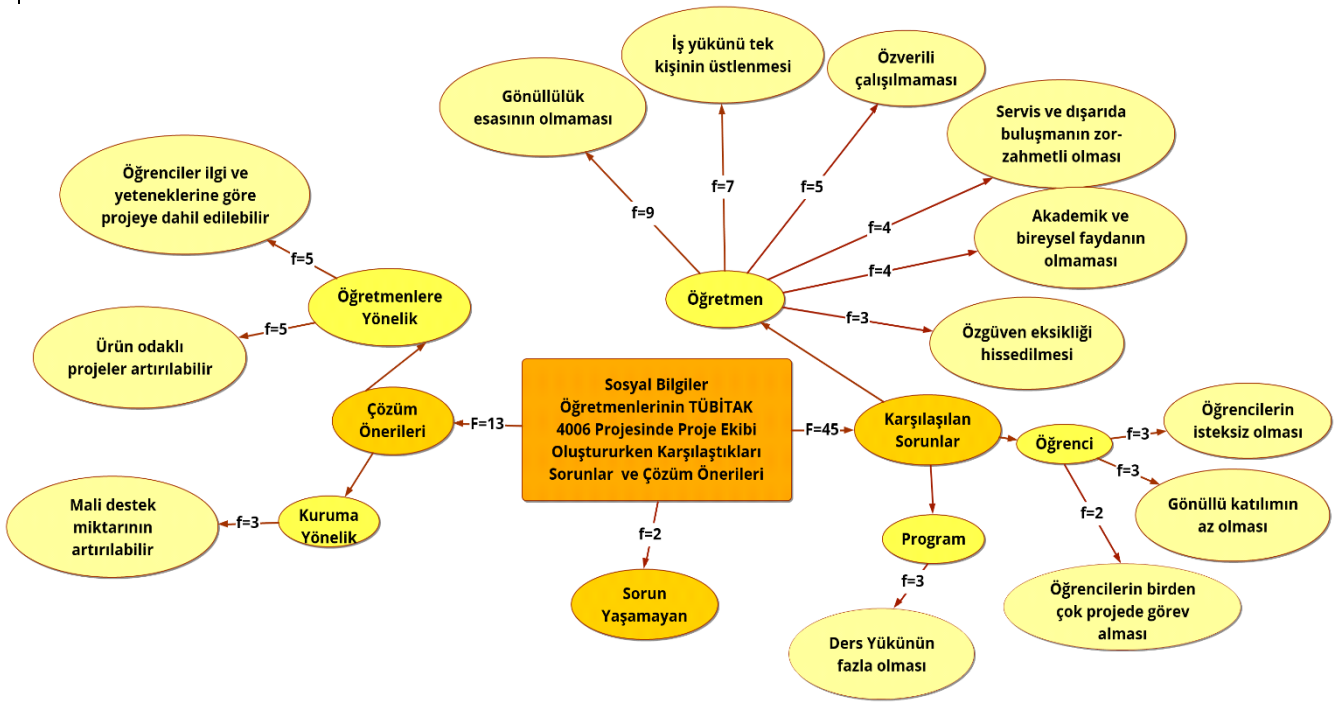 İş yükünü tek
kişinin üstlenmesi
Özverili
çalışılmaması
Gönüllülük
esasının olmaması
Servis ve dışarıda
buluşmanın zor-
zahmetli olması
Öğrenciler ilgi ve
yeteneklerine göre
projeye dahil edilebilir
f=7
f=5
f=9
f=4
Akademik ve
bireysel faydanın
olmaması
f=5
f=4
Öğretmenlere
Yönelik
Öğretmen
f=3
Özgüven eksikliği
hissedilmesi
f=5
Ürün odaklı
projeler artırılabilir
Sosyal Bilgiler
Öğretmenlerinin TÜBİTAK
4006 Projesinde Proje Ekibi
Oluştururken Karşılaştıkları
Sorunlar ve Çözüm Önerileri
Çözüm
Önerileri
F=13
F=45
Karşılaşılan
Sorunlar
Öğrenci
f=3
Öğrencilerin
isteksiz olması
f=3
Gönüllü katılımın
az olması
f=2
Öğrencilerin birden
çok projede görev
alması
Mali destek
miktarının
artırılabilir
f=3
Kuruma
Yönelik
f=2
Sorun
Yaşamayan
Program
f=3
Ders Yükünün
fazla olması